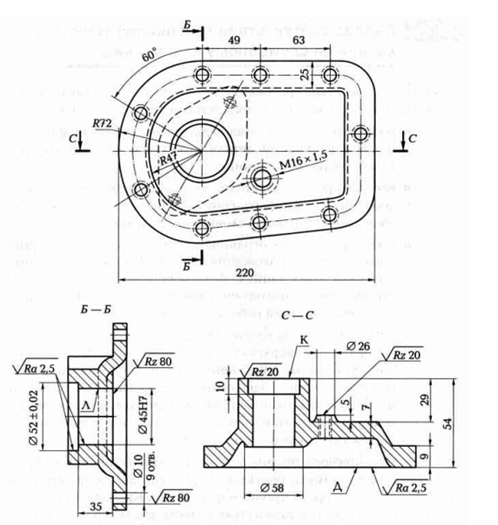 Б
49
63
60°
25
R72
С
С
R47
М16×1,5
Б
220
Б — Б
С — С
К
Ø 26
Rz 80
Rz 20
Rz 20
Ra 2,5
10
5
7
29
54
Л
Ø 52 ± 0,02
Ø 45H7
Ø 10
9 отв.
9
Ø 58
Rz 80
А
Ra 2,5
35